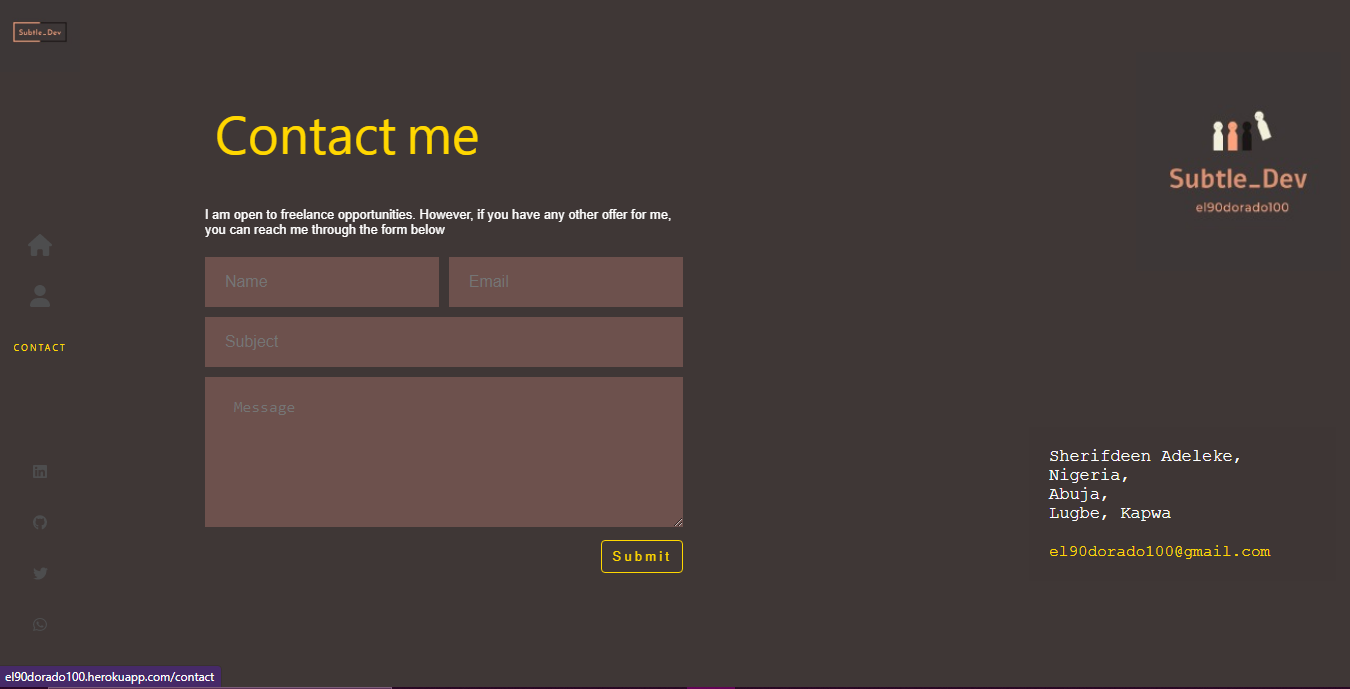 Subtle_Dev
Contact me
Subtle_Dev
el90dorado100
I am open to freelance opportunities. However, if you have any other offer for me,
you can reach me through the form below
Name
Email
Subject
CONTACT
Message
Submit
Sherifdeen Adeleke,
Nigeria,
Abuja,
Lugbe, Kapwa
el90dorado100@gmail.com
el90dorado100.herokuapp.com/contact